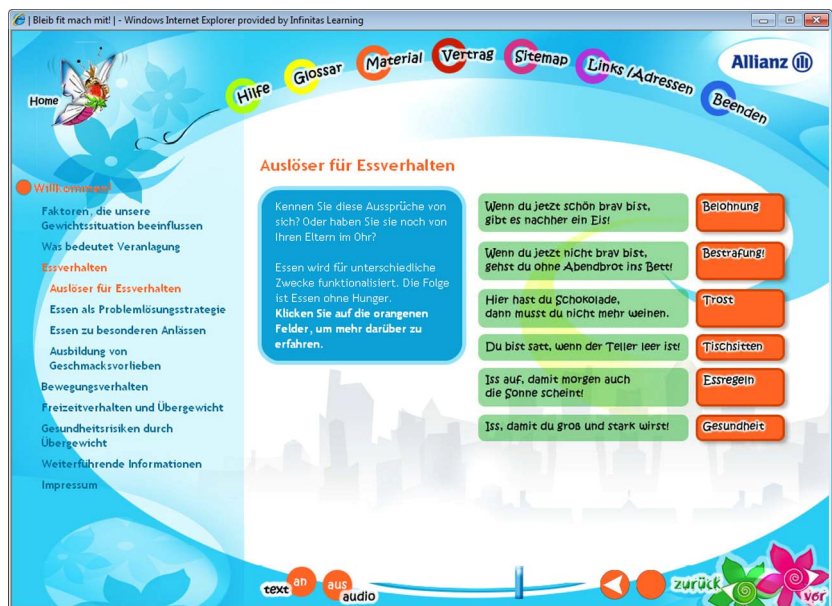 | Bleib fit mach mit! | - Windows Internet Explorer provided by Infinitas Learning
Home
Hilfe
Glossar
Material
Vertrag
Sitemap
Links/Adressen
Beenden
Allianz
Willkommen!
Faktoren, die unsere
Gewichtssituation beeinflussen
Was bedeutet Veranlagung
Essverhalten
Auslöser für Essverhalten
Essen als Problemlösungsstrategie
Essen zu besonderen Anlässen
Ausbildung von
Geschmacksvorlieben
Bewegungsverhalten
Freizeitverhalten und Übergewicht
Gesundheitsrisiken durch
Übergewicht
Weiterführende Informationen
Impressum
Auslöser für Essverhalten
Kennen Sie diese Aussprüche von
sich? Oder haben Sie sie noch von
Ihren Eltern im Ohr?
Essen wird für unterschiedliche
Zwecke funktionalisiert. Die Folge
ist Essen ohne Hunger.
Klicken Sie auf die orangenen
Felder, um mehr darüber zu
erfahren.
Wenn du jetzt schön brav bist,
gibt es nachher ein Eis!
Belohnung
Wenn du jetzt nicht brav bist,
gehst du ohne Abendbrot ins Bett!
Bestrafung!
Hier hast du Schokolade,
dann musst du nicht mehr weinen.
Trost
Du bist satt, wenn der Teller leer ist!
Tischsitten
Iss auf, damit morgen auch
die Sonne scheint!
Essregeln
Iss, damit du groß und stark wirst!
Gesundheit
text an aus audio
zurück
vor